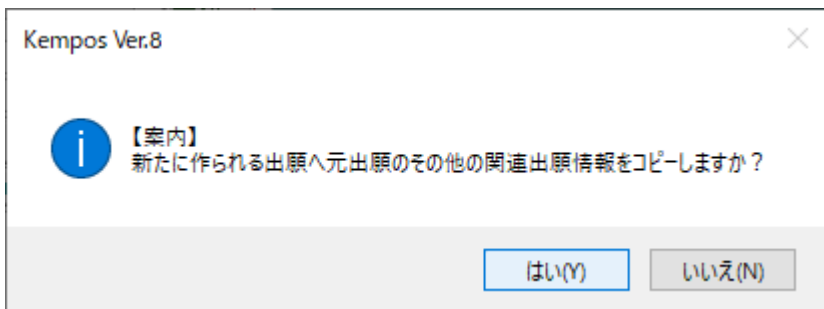 Kempos Ver.8
【案内】
新たに作られる出願へ元出願のその他の関連出願情報をコピーしますか？
はい(Y)
いいえ(N)